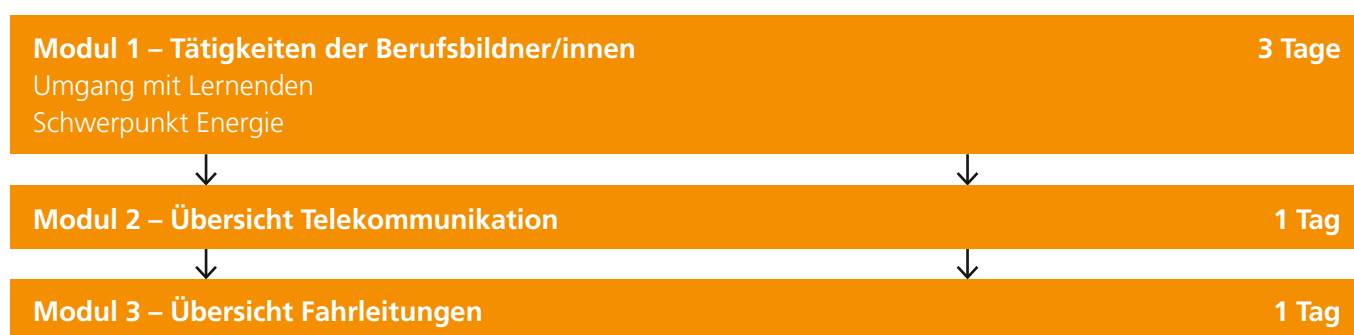 Modul 1 – Tätigkeiten der Berufsbildner/innen 3 Tage
Umgang mit Lernenden
Schwerpunkt Energie
Modul 2 – Übersicht Telekommunikation 1 Tag
Modul 3 – Übersicht Fahrleitungen 1 Tag